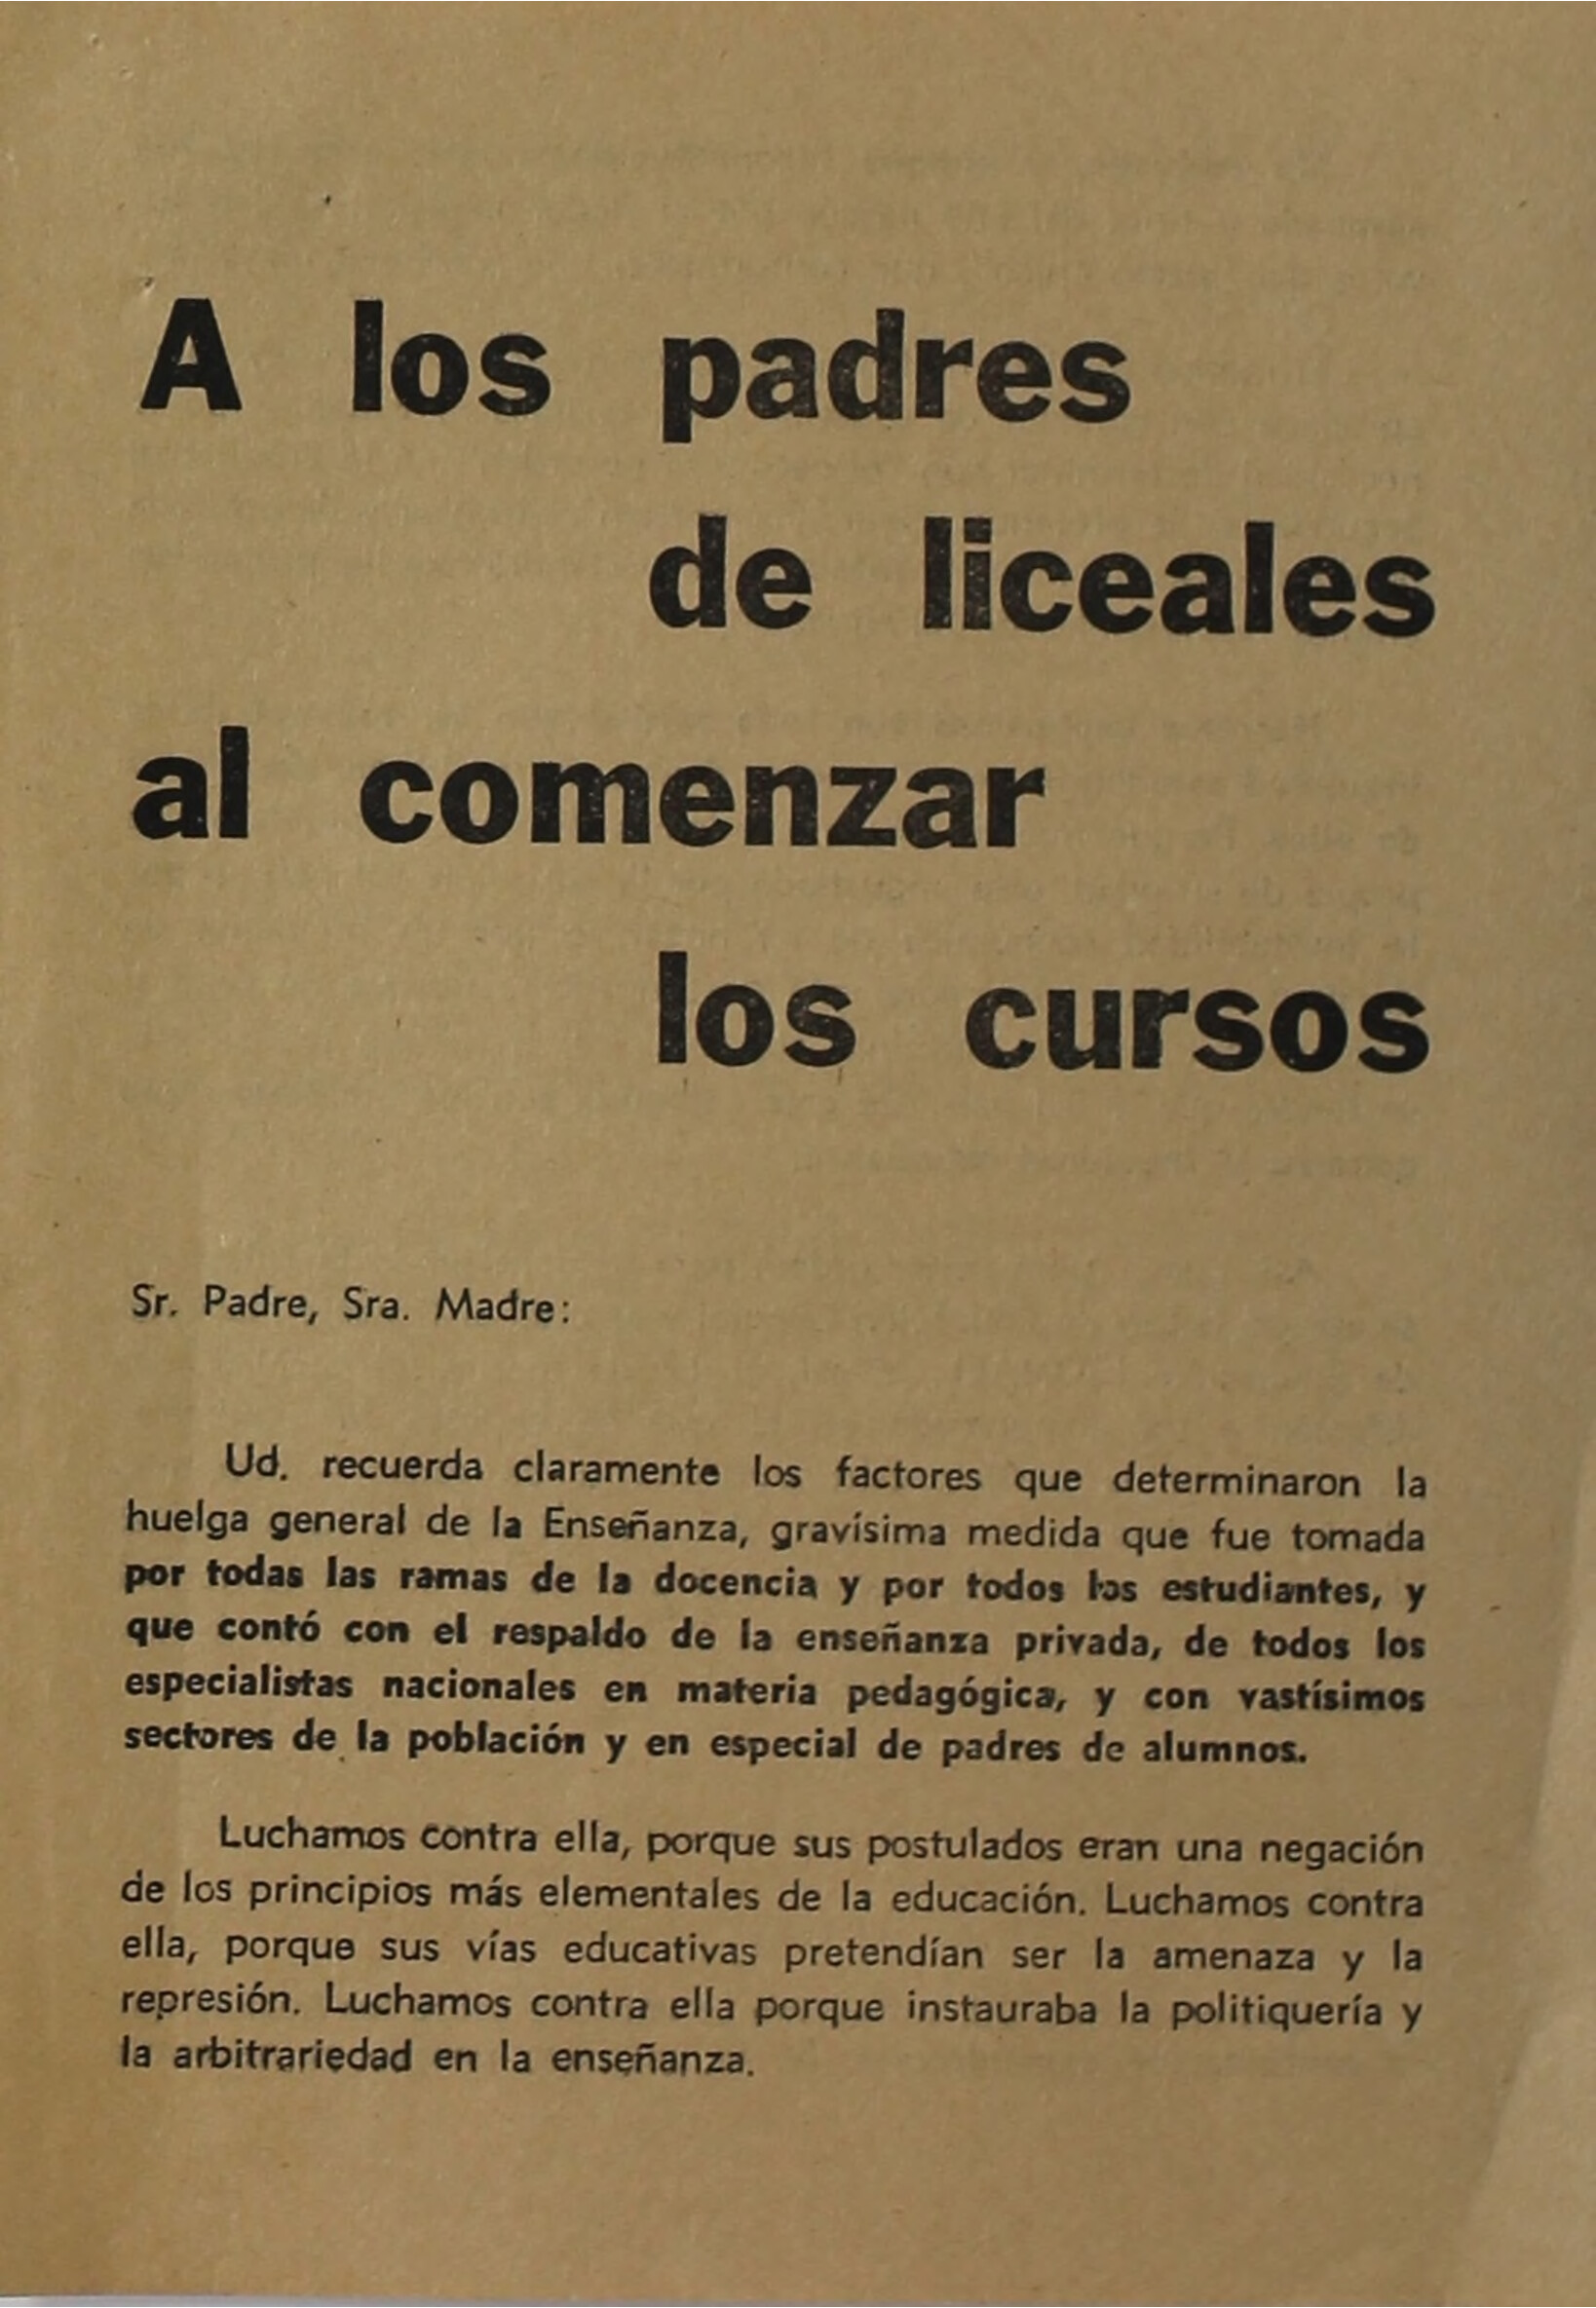 A los padres
de liceales
al comenzar
los cursos
Sr. Padre, Sra. Madre:
Ud. recuerda claramente los factores que determinaron la
huelga general de la Enseñanza, gravísima medida que fue tomada
por todas las ramas de la docencia y por todos los estudiantes, y
que contó con el respaldo de la enseñanza privada, de todos los
especialistas nacionales en materia pedagógica, y con vastísimos
sectores de la población y en especial de padres de alumnos.
Luchamos contra ella, porque sus postulados eran una negación
de los principios más elementales de la educación. Luchamos contra
ella, porque sus vías educativas pretendían ser la amenaza y la
represión. Luchamos contra ella porque instauraba la politiquería y
la arbitrariedad en la enseñanza.